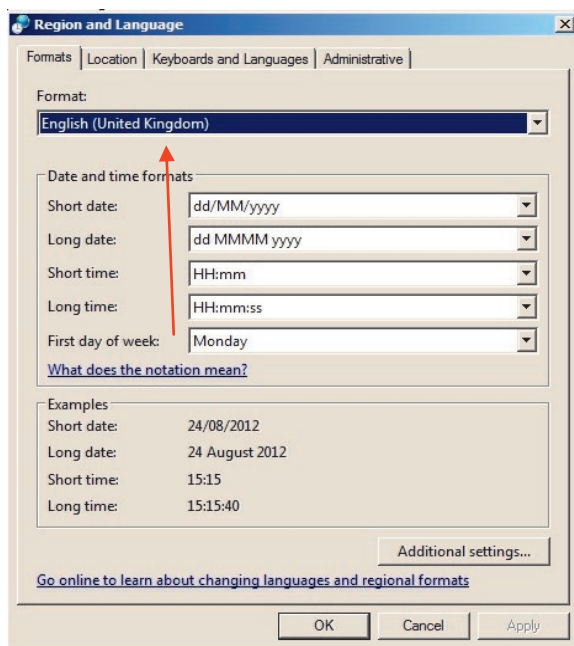 Region and Language
Formats Location Keyboards and Languages Administrative
Format:
English (United Kingdom)
Date and time formats
Short date: dd/MM/yyyy
Long date: dd MMMM yyyy
Short time: HH:mm
Long time: HH:mm:ss
First day of week: Monday
What does the notation mean?
Examples
Short date: 24/08/2012
Long date: 24 August 2012
Short time: 15:15
Long time: 15:15:40
Additional settings...
Go online to learn about changing languages and regional formats
OK Cancel Apply